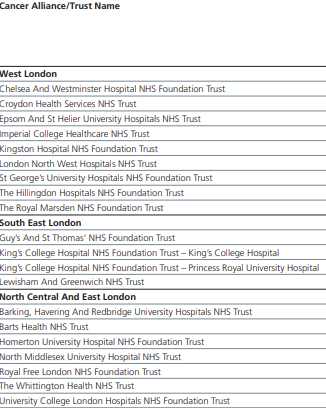 Cancer Alliance/Trust Name
West London
Chelsea And Westminster Hospital NHS Foundation Trust
Croydon Health Services NHS Trust
Epsom And St Helier University Hospitals NHS Trust
Imperial College Healthcare NHS Trust
Kingston Hospital NHS Foundation Trust
London North West Hospitals NHS Trust
St George's University Hospitals NHS Foundation Trust
The Hillingdon Hospitals NHS Foundation Trust
The Royal Marsden NHS Foundation Trust
South East London
Guy's And St Thomas' NHS Foundation Trust
King's College Hospital NHS Foundation Trust – King's College Hospital
King's College Hospital NHS Foundation Trust – Princess Royal University Hospital
Lewisham And Greenwich NHS Trust
North Central And East London
Barking, Havering And Redbridge University Hospitals NHS Trust
Barts Health NHS Trust
Homerton University Hospital NHS Foundation Trust
North Middlesex University Hospital NHS Trust
Royal Free London NHS Foundation Trust
The Whittington Health NHS Trust
University College London Hospitals NHS Foundation Trust